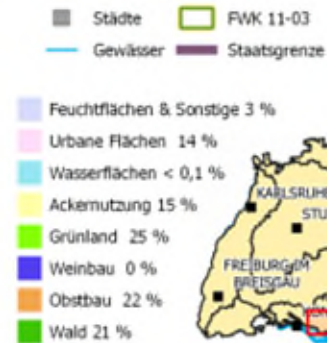 Städte
FWK 11-03
Gewässer
Staatsgrenze
Feuchtflächen & Sonstige 3 %
Urbane Flächen 14 %
Wasserflächen < 0,1 %
Ackernutzung 15 %
Grünland 25 %
Weinbau 0 %
Obstbau 22 %
Wald 21 %
KARLSRUHE
STU
FREIBURG IM
BREISGAU